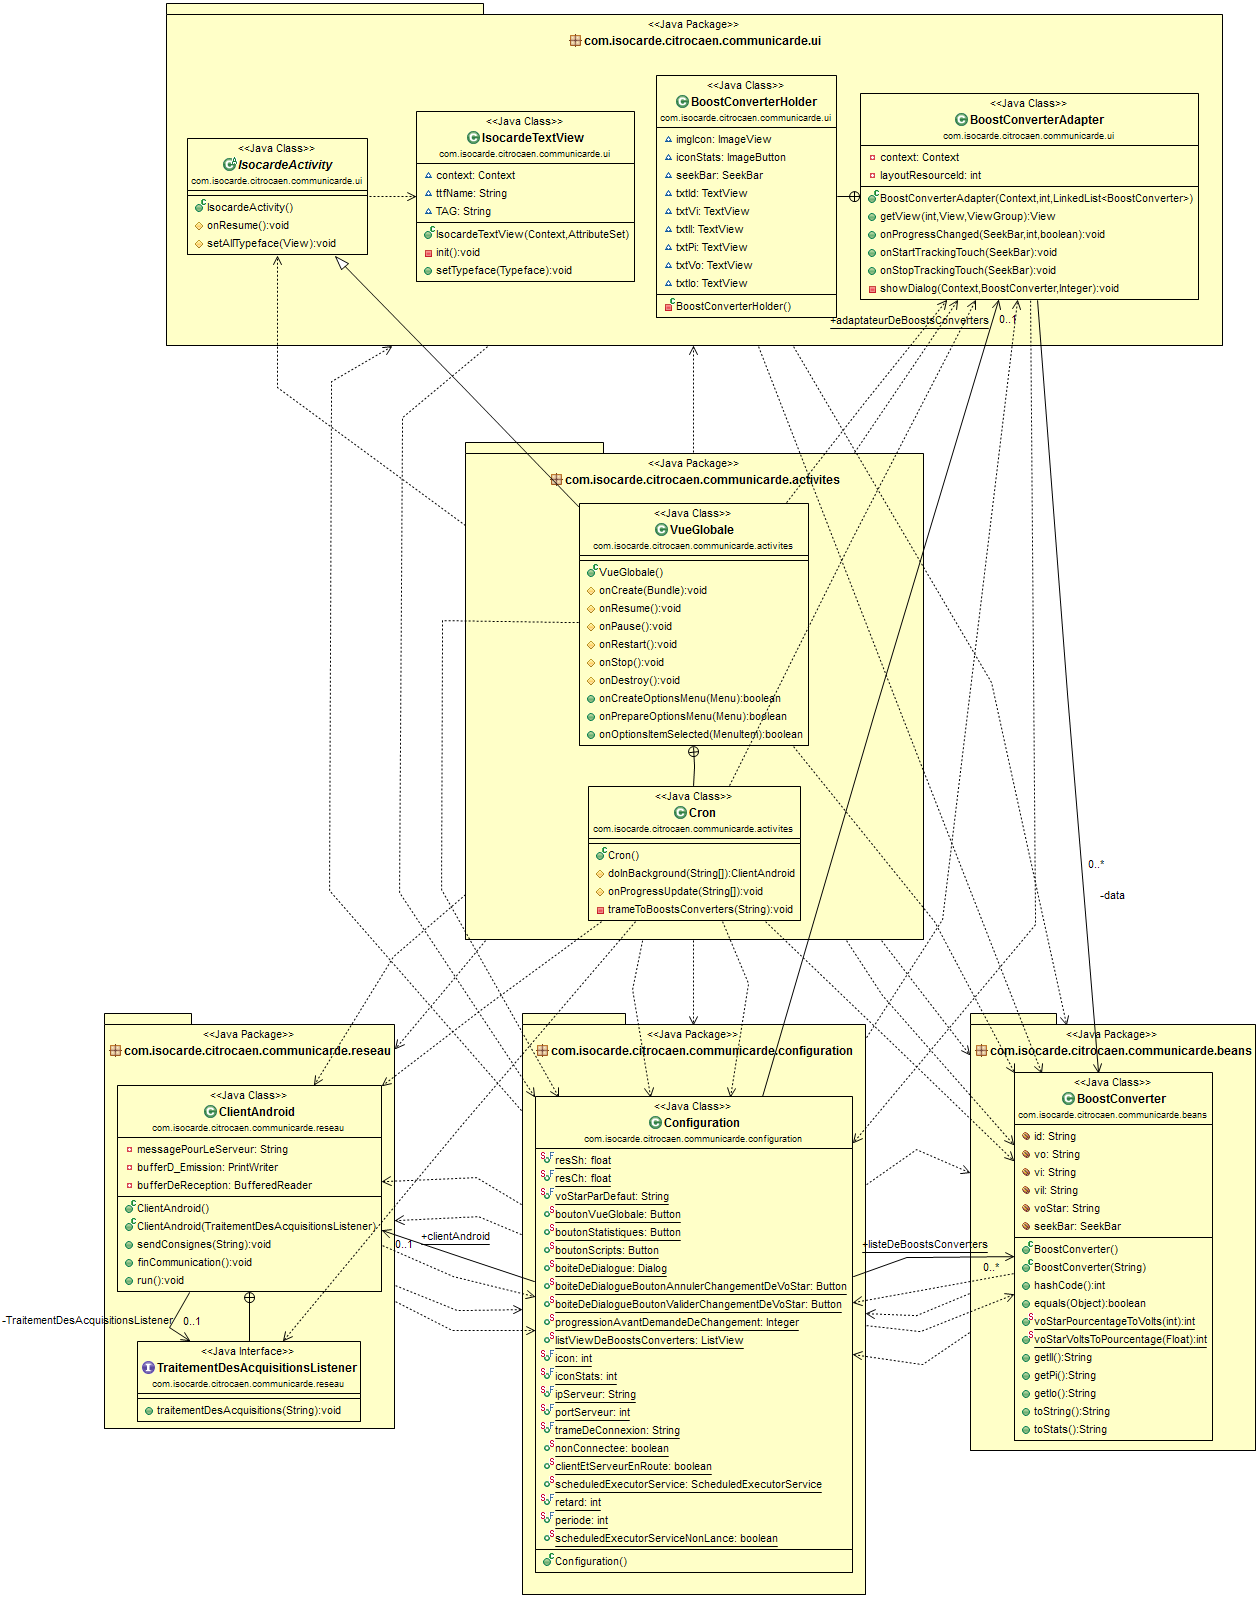 <<Java Package>>
com.isocarde.citrocaen.communicarde.ui
<<Java Class>>
IsocardeActivity
com.isocarde.citrocaen.communicarde.ui
IsocardeActivity()
onResume():void
setAllTypeface(View):void
<<Java Class>>
IsocardeTextView
com.isocarde.citrocaen.communicarde.ui
context: Context
ttfName: String
TAG: String
IsocardeTextView(Context,AttributeSet)
init():void
setTypeface(Typeface):void
<<Java Class>>
BoostConverterHolder
com.isocarde.citrocaen.communicarde.ui
imgIcon: ImageView
iconStats: ImageButton
seekBar: SeekBar
txtId: TextView
txtVi: TextView
txtIl: TextView
txtPi: TextView
txtVo: TextView
txtIo: TextView
BoostConverterHolder()
<<Java Class>>
BoostConverterAdapter
com.isocarde.citrocaen.communicarde.ui
context: Context
layoutResourceId: int
BoostConverterAdapter(Context,int,LinkedList<BoostConverter>)
getView(int,View,ViewGroup):View
onProgressChanged(SeekBar,int,boolean):void
onStartTrackingTouch(SeekBar):void
onStopTrackingTouch(SeekBar):void
showDialog(Context,BoostConverter,Integer):void
+adaptateurDeBoostsConverters
0..1
<<Java Package>>
com.isocarde.citrocaen.communicarde.activites
<<Java Class>>
VueGlobale
com.isocarde.citrocaen.communicarde.activites
VueGlobale()
onCreate(Bundle):void
onResume():void
onPause():void
onRestart():void
onStop():void
onDestroy():void
onCreateOptionsMenu(Menu):boolean
onPrepareOptionsMenu(Menu):boolean
onOptionsItemSelected(MenuItem):boolean
<<Java Class>>
Cron
com.isocarde.citrocaen.communicarde.activites
Cron()
doInBackground(String[]):ClientAndroid
onProgressUpdate(String[]):void
trameToBoostsConverters(String):void
0..*
-data
<<Java Package>>
com.isocarde.citrocaen.communicarde.reseau
<<Java Class>>
ClientAndroid
com.isocarde.citrocaen.communicarde.reseau
messagePourLeServeur: String
bufferD_Emission: PrintWriter
bufferDeReception: BufferedReader
ClientAndroid()
ClientAndroid(TraitementDesAcquisitionsListener)
sendConsignes(String):void
finCommunication():void
run():void
-TraitementDesAcquisitionsListener
0..1
<<Java Interface>>
TraitementDesAcquisitionsListener
com.isocarde.citrocaen.communicarde.reseau
traitementDesAcquisitions(String):void
+clientAndroid
0..1
<<Java Package>>
com.isocarde.citrocaen.communicarde.configuration
<<Java Class>>
Configuration
com.isocarde.citrocaen.communicarde.configuration
resSh: float
resCh: float
voStarParDefaut: String
boutonVueGlobale: Button
boutonStatistiques: Button
boutonScripts: Button
boiteDeDialogue: Dialog
boiteDeDialogueBoutonAnnulerChangementDeVoStar: Button
boiteDeDialogueBoutonValiderChangementDeVoStar: Button
progressionAvantDemandeDeChangement: Integer
listViewDeBoostsConverters: ListView
icon: int
iconStats: int
ipServeur: String
portServeur: int
trameDeConnexion: String
nonConnectee: boolean
clientEtServeurEnRoute: boolean
scheduledExecutorService: ScheduledExecutorService
retard: int
periode: int
scheduledExecutorServiceNonLance: boolean
Configuration()
+listeDeBoostsConverters
0..*
<<Java Package>>
com.isocarde.citrocaen.communicarde.beans
<<Java Class>>
BoostConverter
com.isocarde.citrocaen.communicarde.beans
id: String
vo: String
vi: String
vil: String
voStar: String
seekBar: SeekBar
BoostConverter()
BoostConverter(String)
hashCode():int
equals(Object):boolean
voStarPourcentageToVolts(int):int
voStarVoltsToPourcentage(Float):int
getIl():String
getPi():String
getIo():String
toString():String
toStats():String